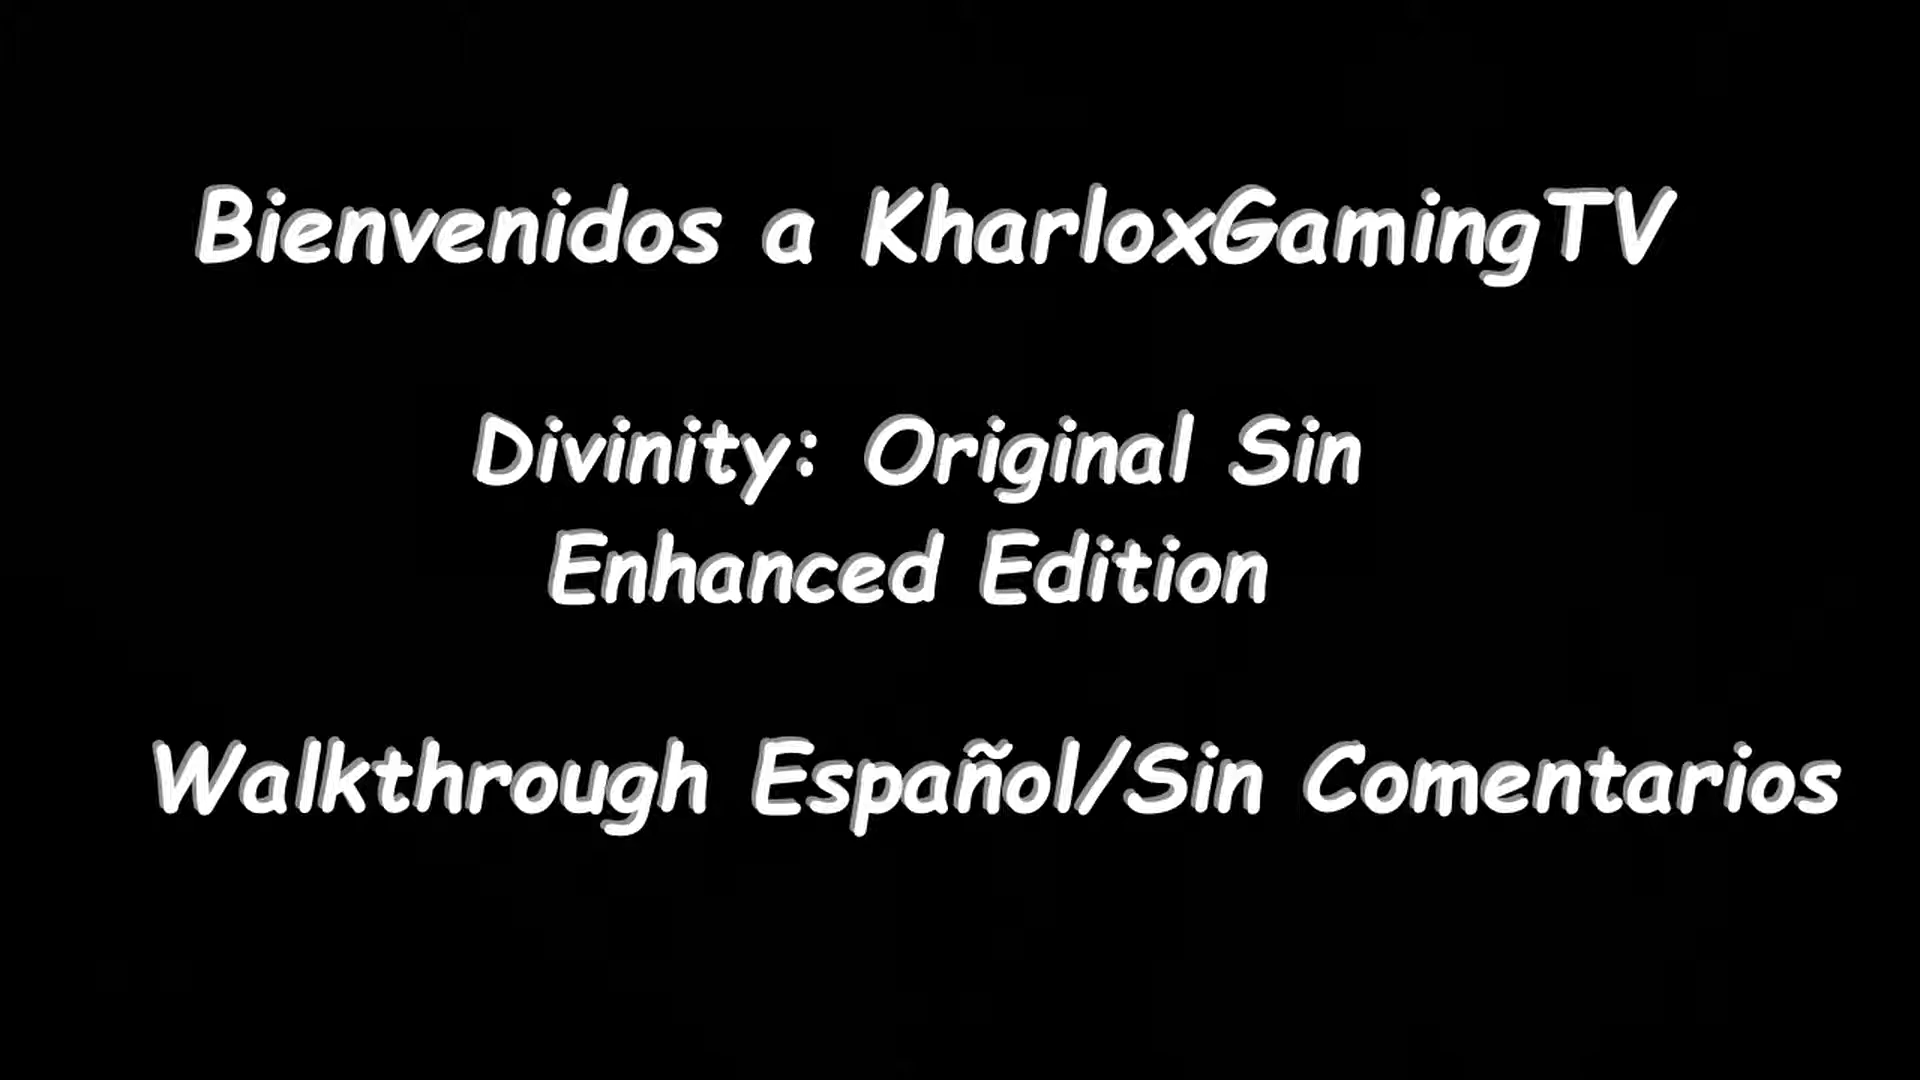 Bienvenidos a KharloxGamingTV
Divinity: Original Sin
Enhanced Edition
Walkthrough Español/Sin Comentarios